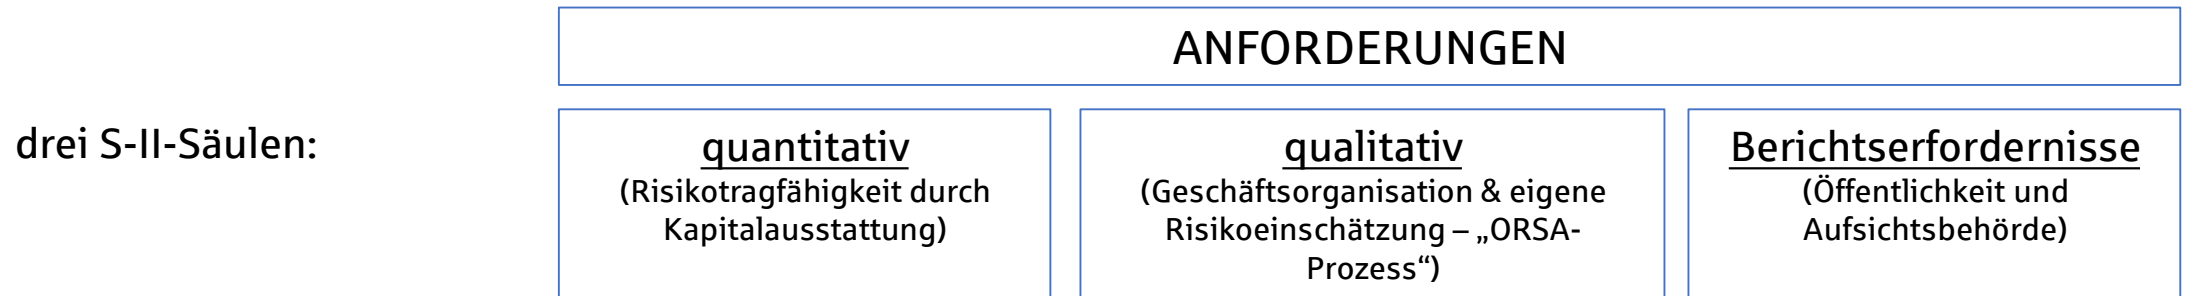 ANFORDERUNGEN
drei S-II-Säulen:
quantitativ
(Risikotragfähigkeit durch
Kapitalausstattung)
qualitativ
(Geschäftsorganisation & eigene
Risikoeinschätzung – „ORSA-
Prozess“)
Berichtserfordernisse
(Öffentlichkeit und
Aufsichtsbehörde)